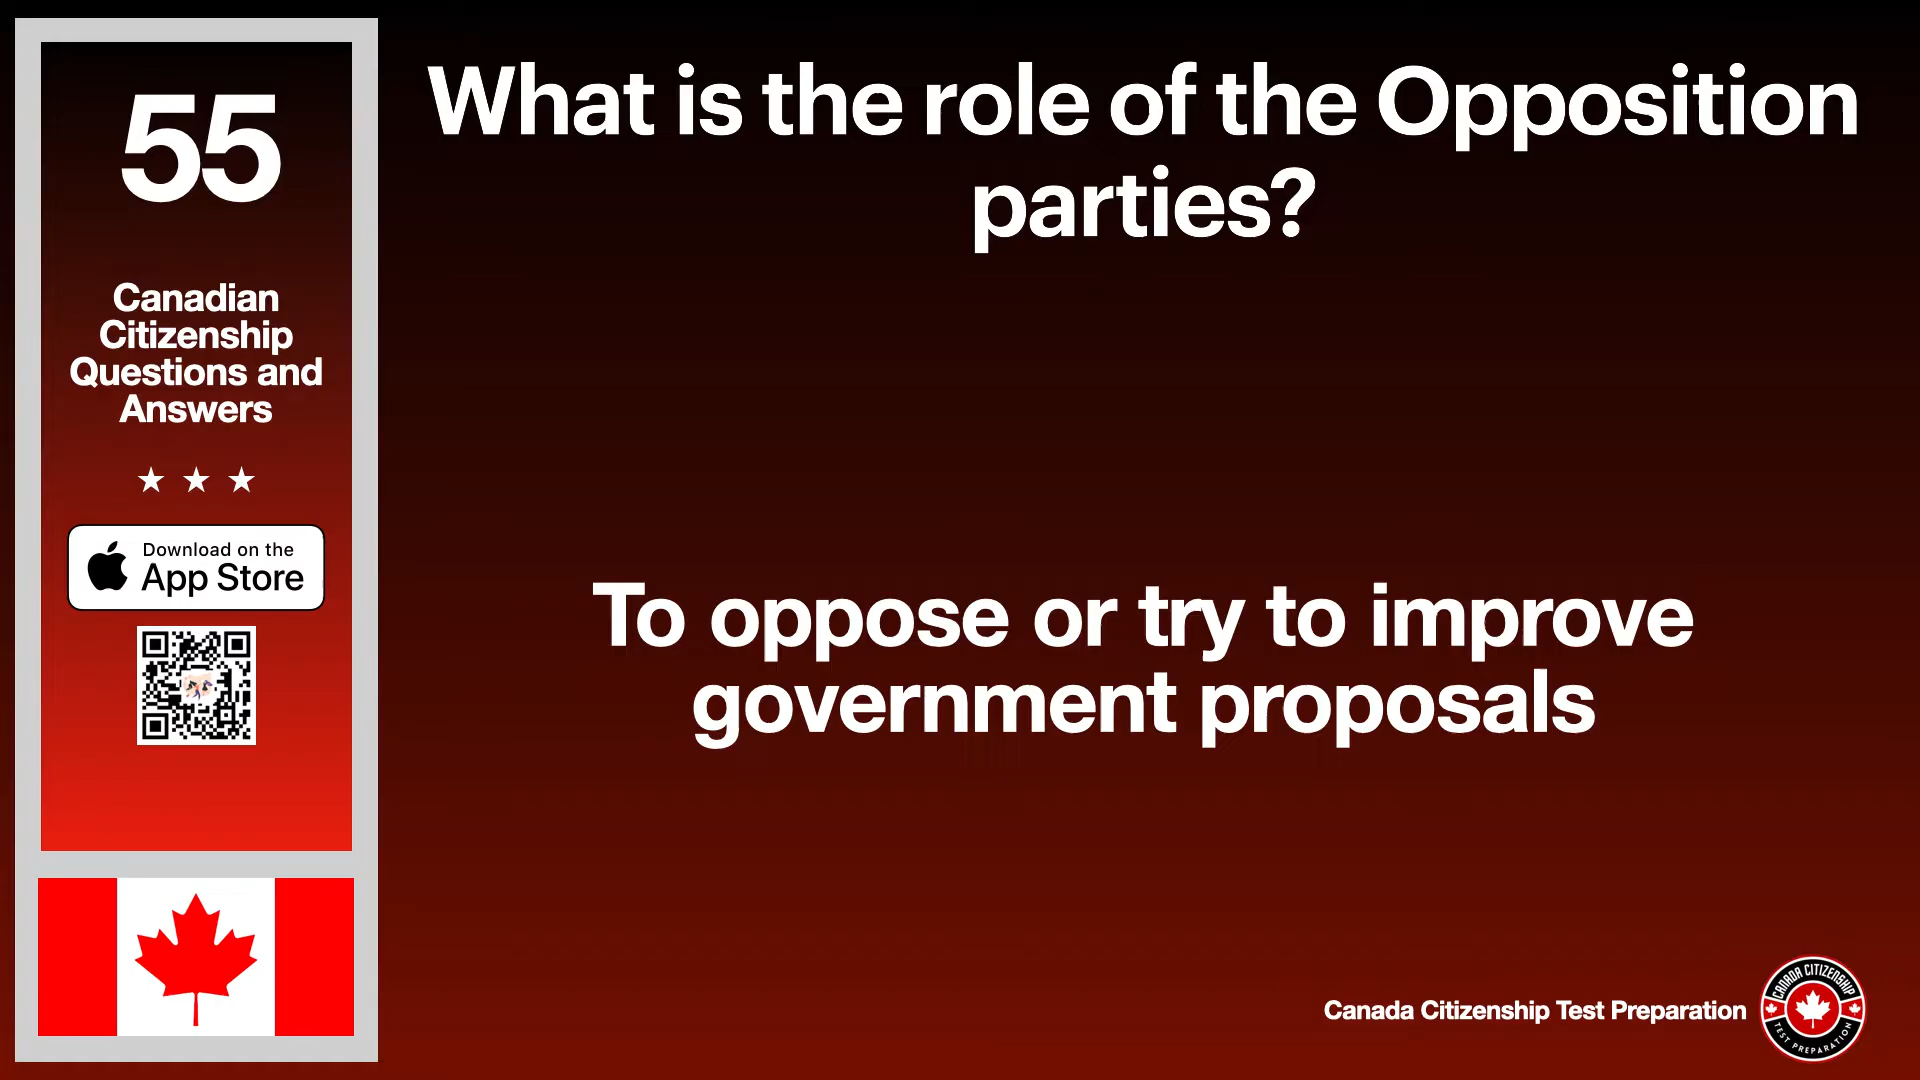 55
Canadian
Citizenship
Questions and
Answers
Download on the
App Store
What is the role of the Opposition
parties?
To oppose or try to improve
government proposals
Canada Citizenship Test Preparation
CANADA CITIZENSHIP
TEST PREPARATION